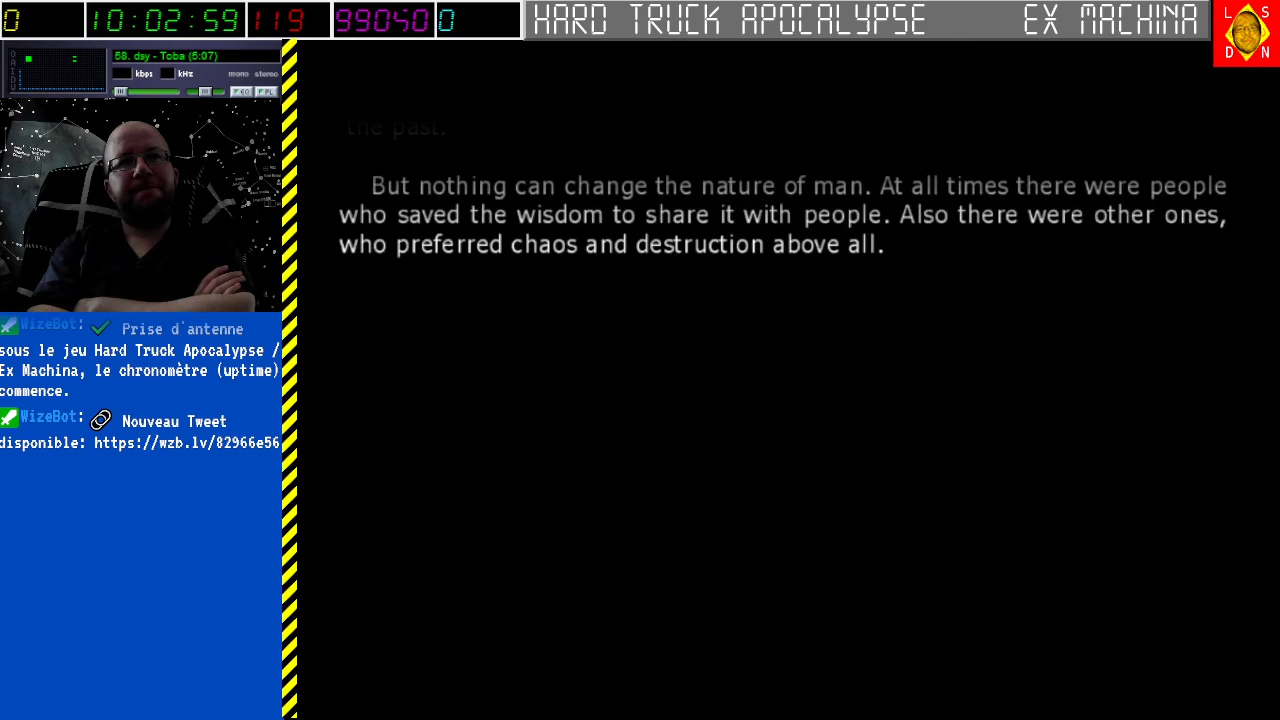 0 10:02:59 119 99050 0 HARD TRUCK APOCALYPSE EX MACHINA L S D N
58. dsy - Toba (5:07)
kbps kHz mono stereo
EQ PL
the past.
But nothing can change the nature of man. At all times there were people
who saved the wisdom to share it with people. Also there were other ones,
who preferred chaos and destruction above all.
WizeBot: Prise d'antenne
sous le jeu Hard Truck Apocalypse /
Ex Machina, le chronomètre (uptime)
commence.
WizeBot: Nouveau Tweet
disponible: https://wzb.lv/82966e56